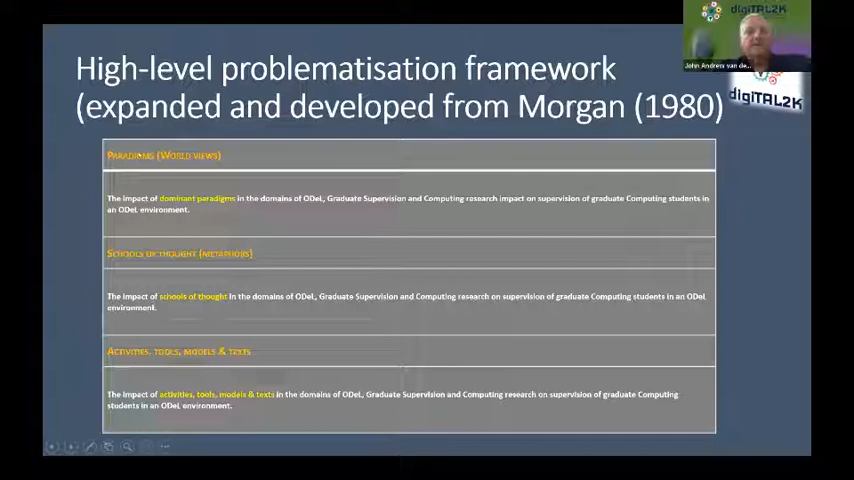 digiTAL2K
John Andrew van de...
digiTAL2K
High-level problematisation framework
(expanded and developed from Morgan (1980)
PARADIGMS (WORLD VIEWS)
The impact of dominant paradigms in the domains of ODeL, Graduate Supervision and Computing research impact on supervision of graduate Computing students in
an ODeL environment.
SCHOOLS OF THOUGHT (METAPHORS)
The impact of schools of thought in the domains of ODeL, Graduate Supervision and Computing research on supervision of graduate Computing students in an ODeL
environment.
ACTIVITIES, TOOLS, MODELS & TEXTS
The impact of activities, tools, models & texts in the domains of ODeL, Graduate Supervision and Computing research on supervision of graduate Computing
students in an ODeL environment.